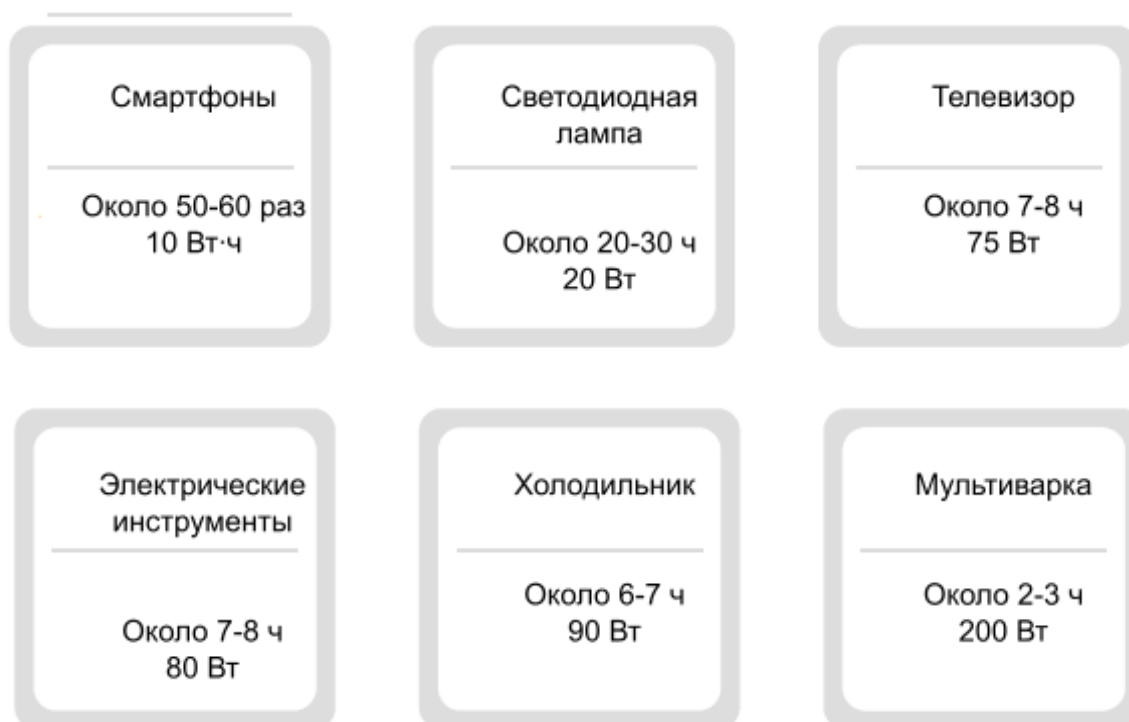 Смартфоны
Около 50-60 раз
10 Вт·ч
Светодиодная
лампа
Около 20-30 ч
20 Вт
Телевизор
Около 7-8 ч
75 Вт
Электрические
инструменты
Около 7-8 ч
80 Вт
Холодильник
Около 6-7 ч
90 Вт
Мультиварка
Около 2-3 ч
200 Вт